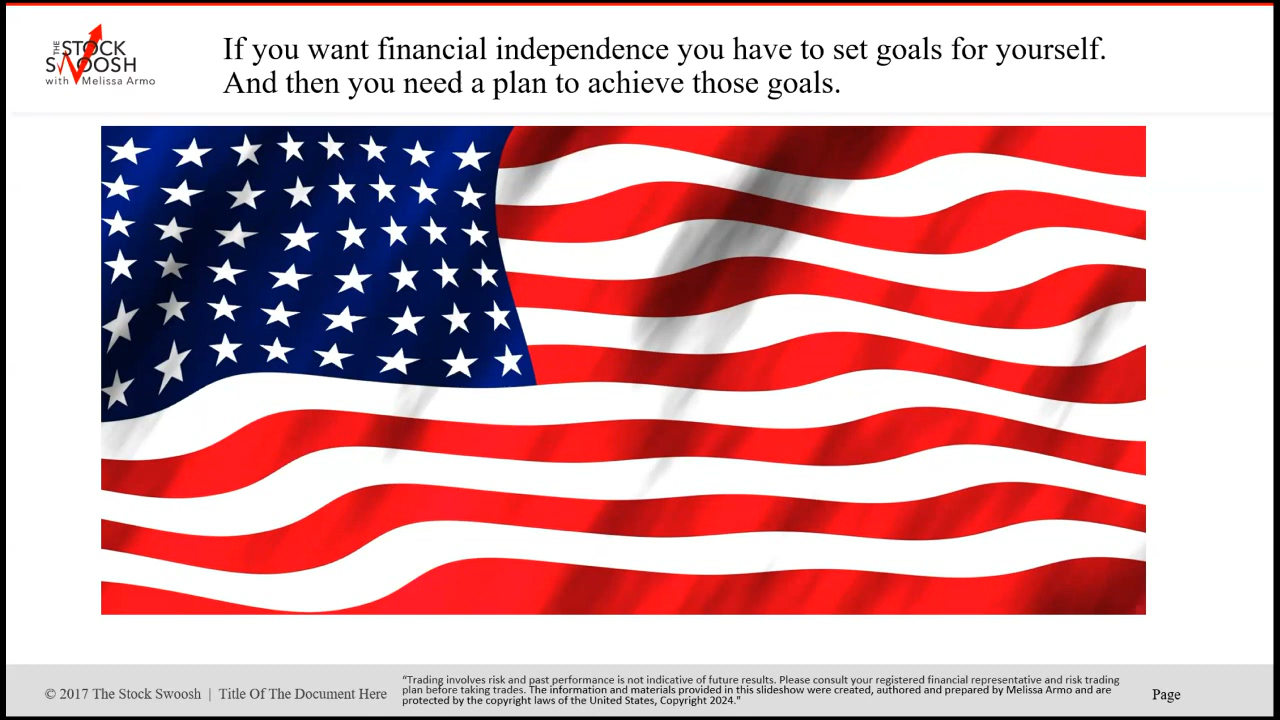 THE STOCK
SWOOSH
with Melissa Armo
If you want financial independence you have to set goals for yourself.
And then you need a plan to achieve those goals.
© 2017 The Stock Swoosh | Title Of The Document Here
“Trading involves risk and past performance is not indicative of future results. Please consult your registered financial representative and risk trading
plan before taking trades. The information and materials provided in this slideshow were created, authored and prepared by Melissa Armo and are
protected by the copyright laws of the United States, Copyright 2024.”
Page